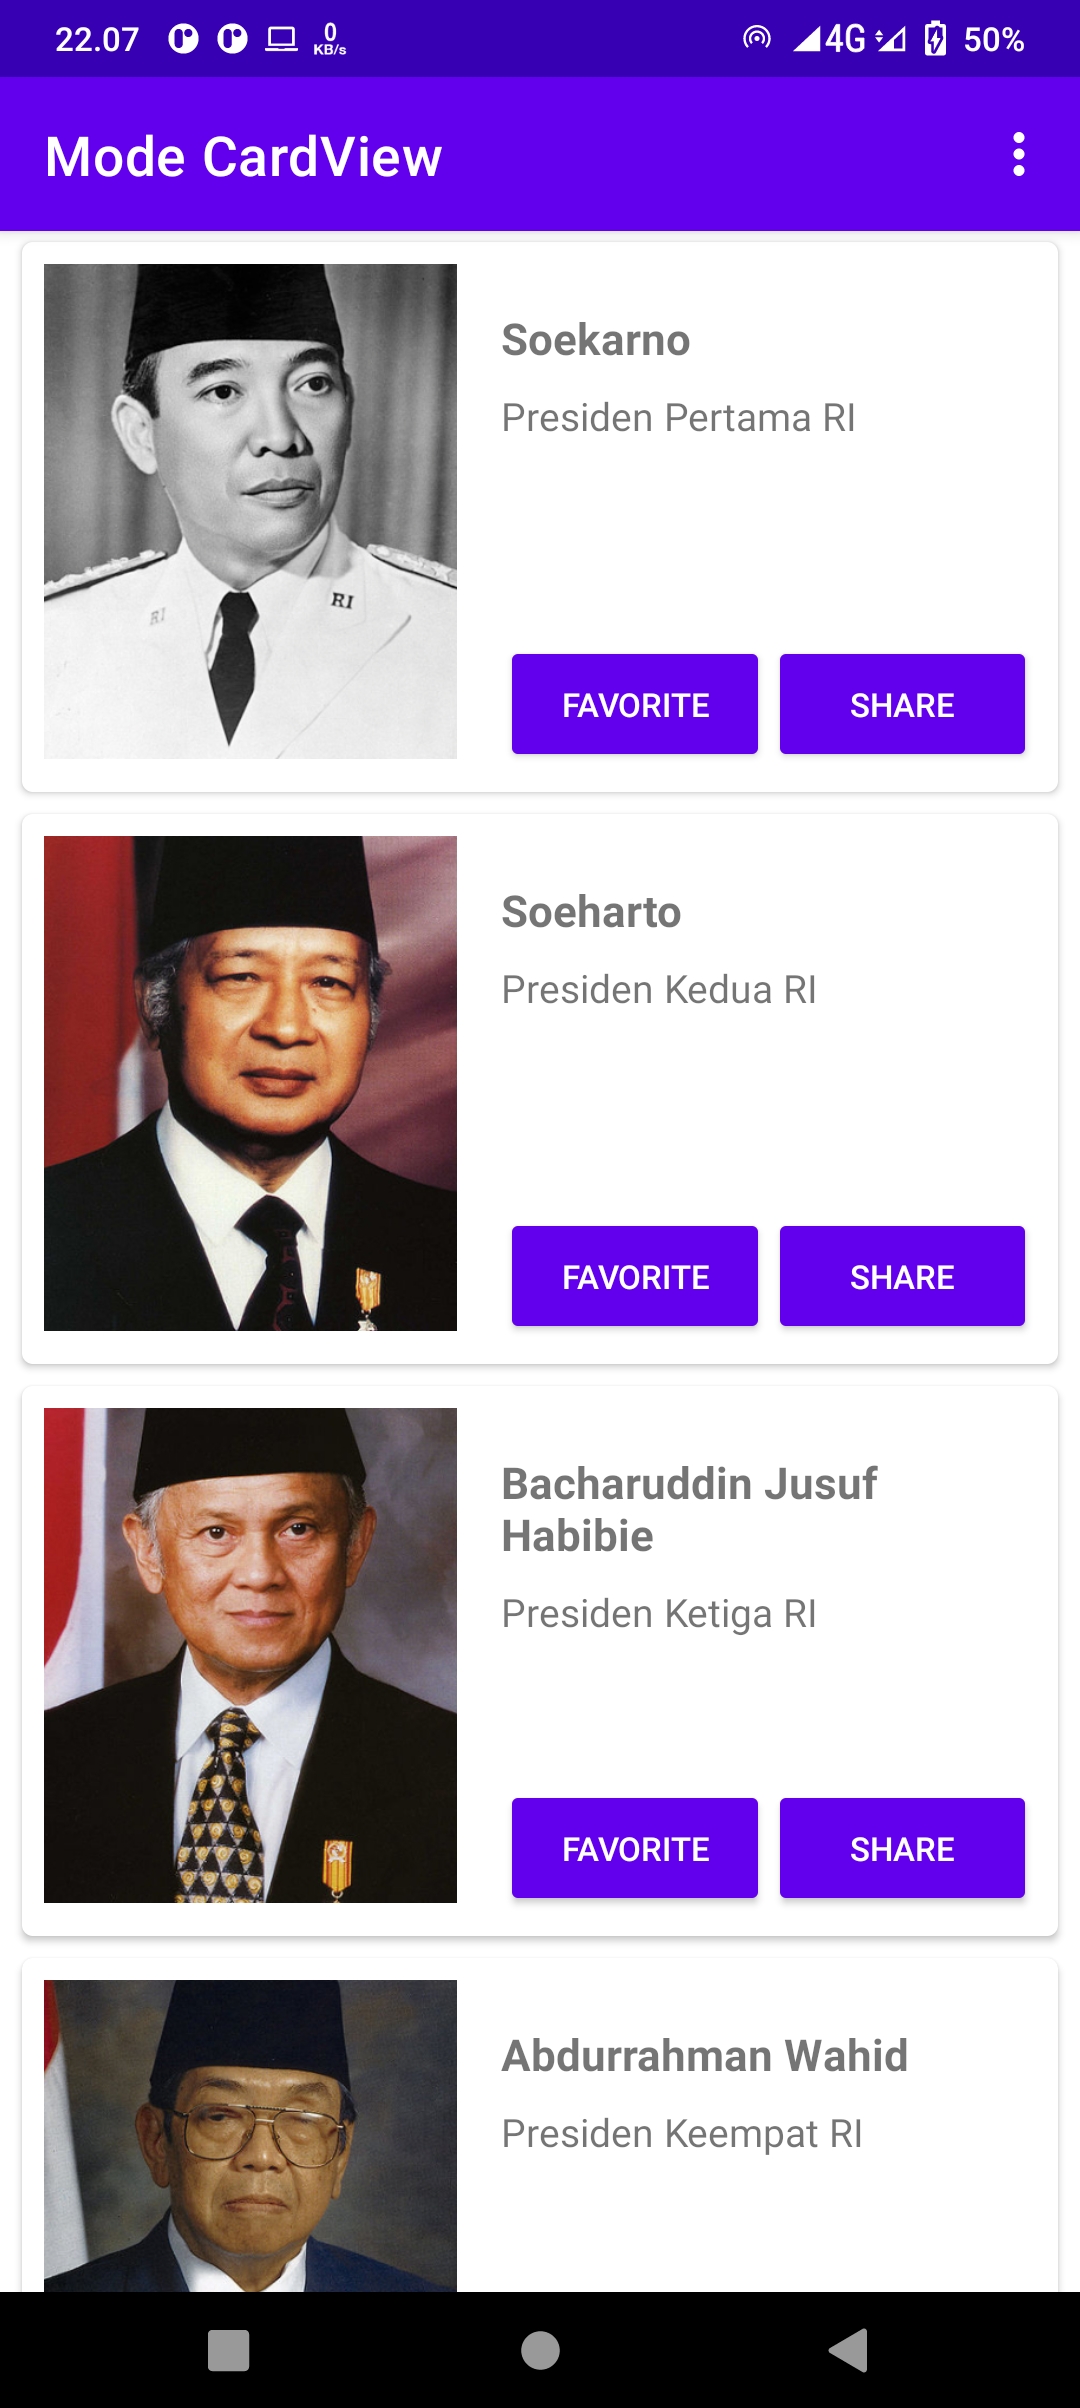 22.07 0 KB/s 4G 50%
Mode CardView
Soekarno
Presiden Pertama RI
RI RI
FAVORITE SHARE
Soeharto
Presiden Kedua RI
FAVORITE SHARE
Bacharuddin Jusuf
Habibie
Presiden Ketiga RI
FAVORITE SHARE
Abdurrahman Wahid
Presiden Keempat RI